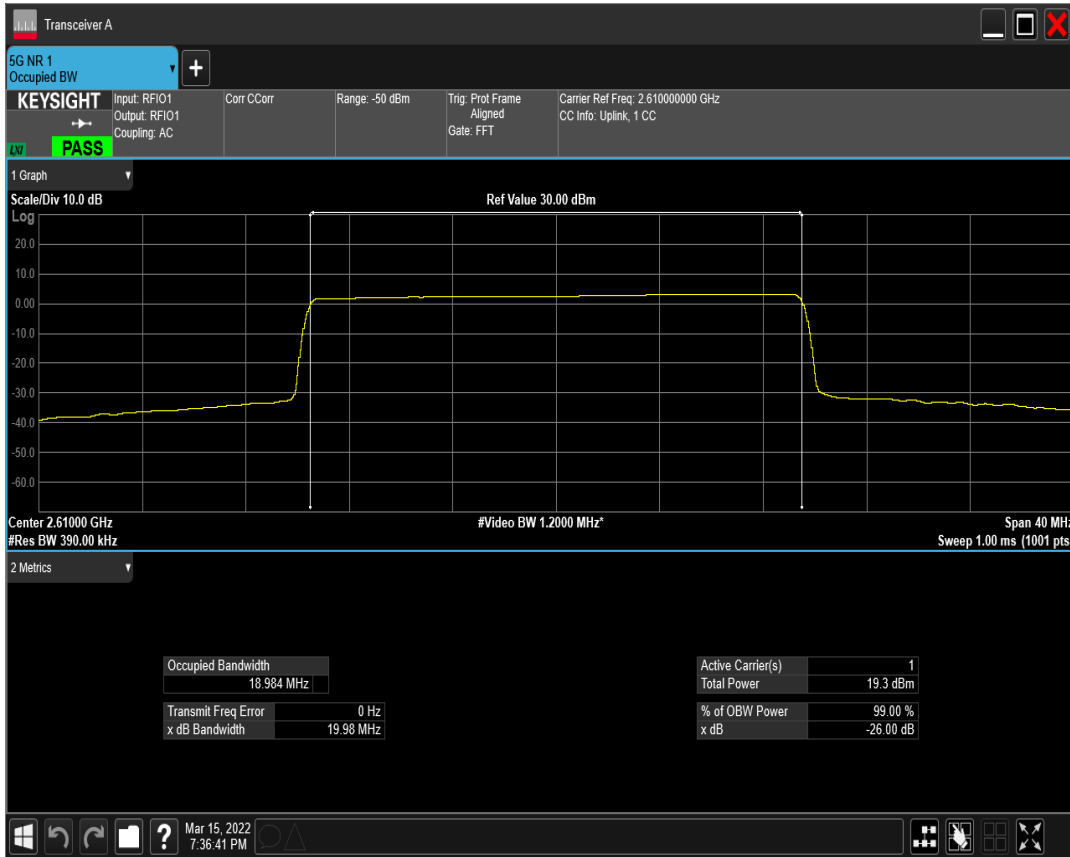 Transceiver A
5G NR 1
Occupied BW
KEYSIGHT
Input: RFIO1
Output: RFIO1
Coupling: AC
LXI
PASS
Corr CCorr
Range: -50 dBm
Trig: Prot Frame
Aligned
Gate: FFT
Carrier Ref Freq: 2.610000000 GHz
CC Info: Uplink, 1 CC
1 Graph
Scale/Div 10.0 dB
Ref Value 30.00 dBm
Log
20.0
10.0
0.00
-10.0
-20.0
-30.0
-40.0
-50.0
-60.0
Center 2.61000 GHz
#Video BW 1.2000 MHz*
Span 40 MHz
#Res BW 390.00 kHz
Sweep 1.00 ms (1001 pts
2 Metrics
Occupied Bandwidth
18.984 MHz
Transmit Freq Error 0 Hz
x dB Bandwidth 19.98 MHz
Active Carrier(s) 1
Total Power 19.3 dBm
% of OBW Power 99.00 %
x dB -26.00 dB
?
Mar 15, 2022
7:36:41 PM